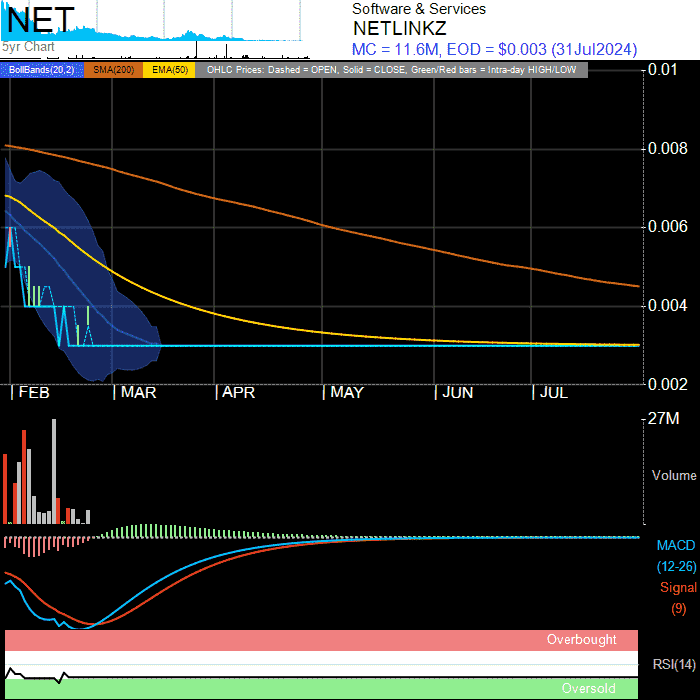 NET
5yr Chart
Software & Services
NETLINKZ
MC = 11.6M, EOD = $0.003 (31Jul2024)
BollBands(20,2) SMA(200) EMA(50) OHLC Prices: Dashed = OPEN, Solid = CLOSE, Green/Red bars = Intra-day HIGH/LOW
0.01
0.008
0.006
0.004
0.002
FEB MAR APR MAY JUN JUL
27M
Volume
MACD
(12-26)
Signal
(9)
Overbought
RSI(14)
Oversold